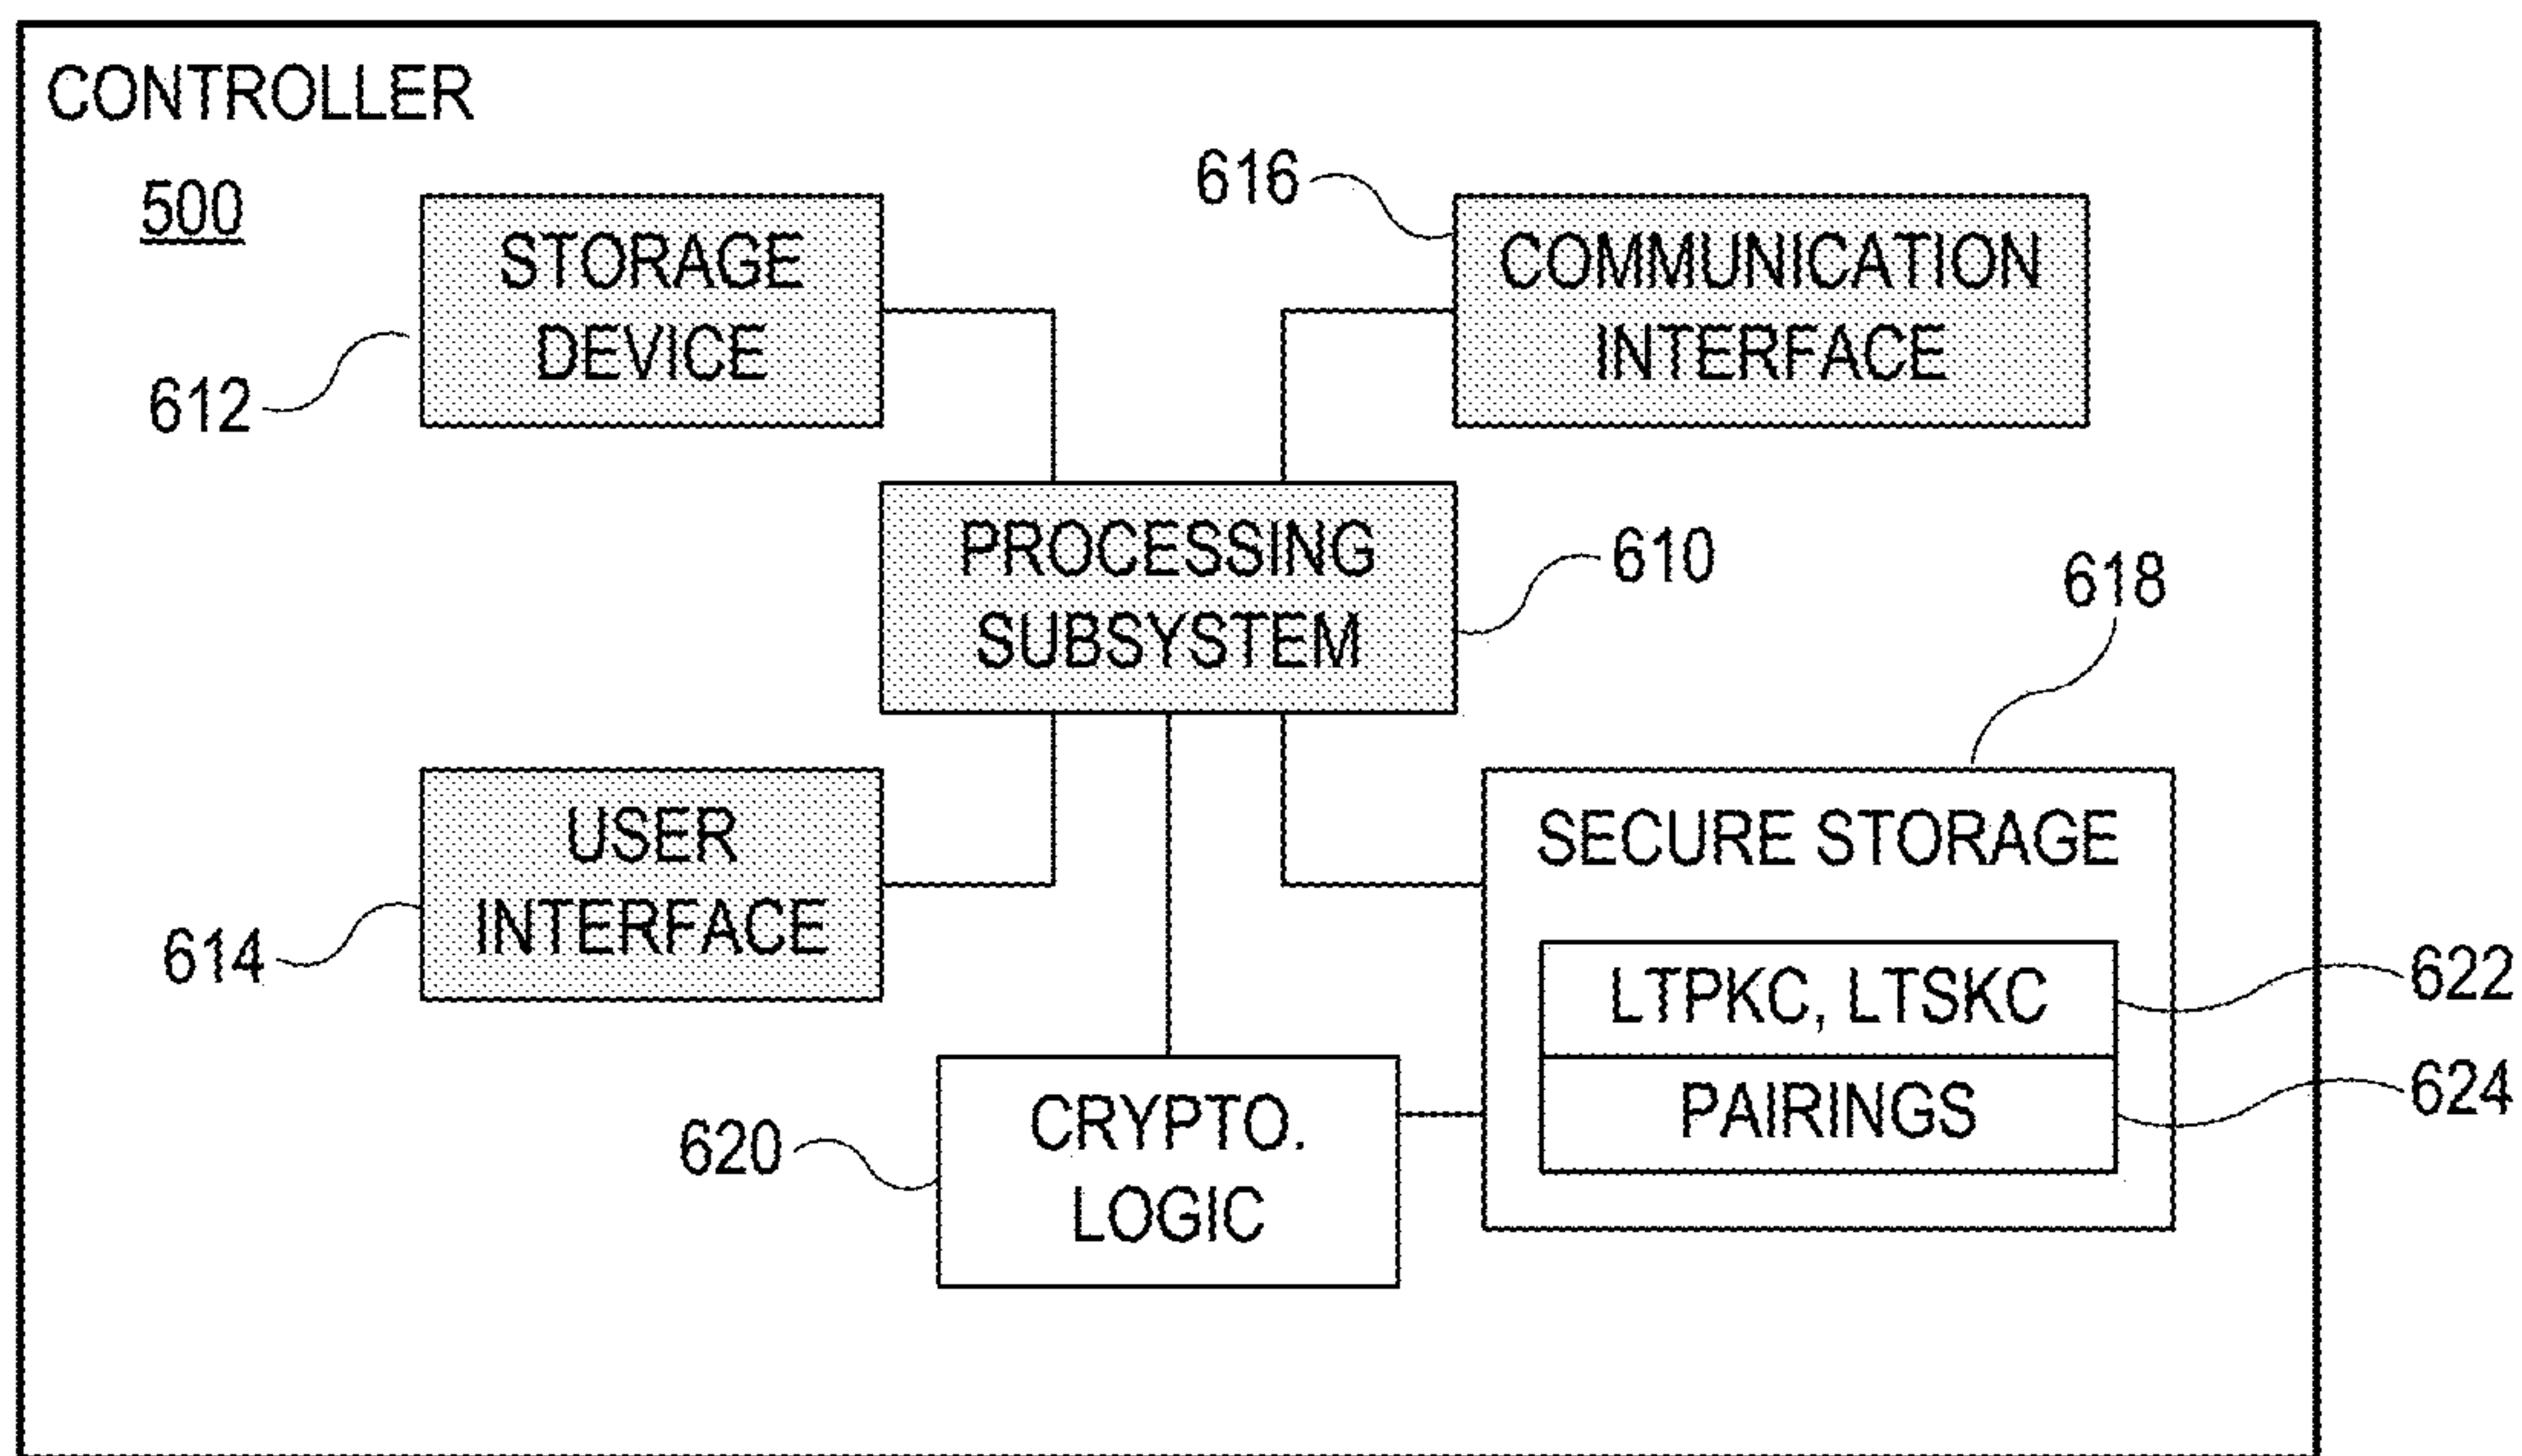 CONTROLLER
500
STORAGE
DEVICE
612
616
COMMUNICATION
INTERFACE
PROCESSING
SUBSYSTEM
610
618
USER
INTERFACE
614
SECURE STORAGE
LTPKC, LTSKC
622
PAIRINGS
624
620
CRYPTO.
LOGIC